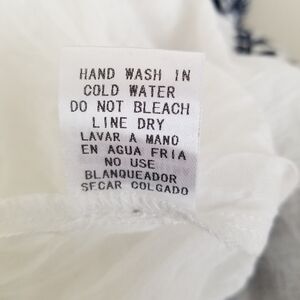 HAND WASH IN
COLD WATER
DO NOT BLEACH
LINE DRY
LAVAR A MANO
EN AGUA FRIA
NO USE
BLANQUEADOR
SECAR COLGADO